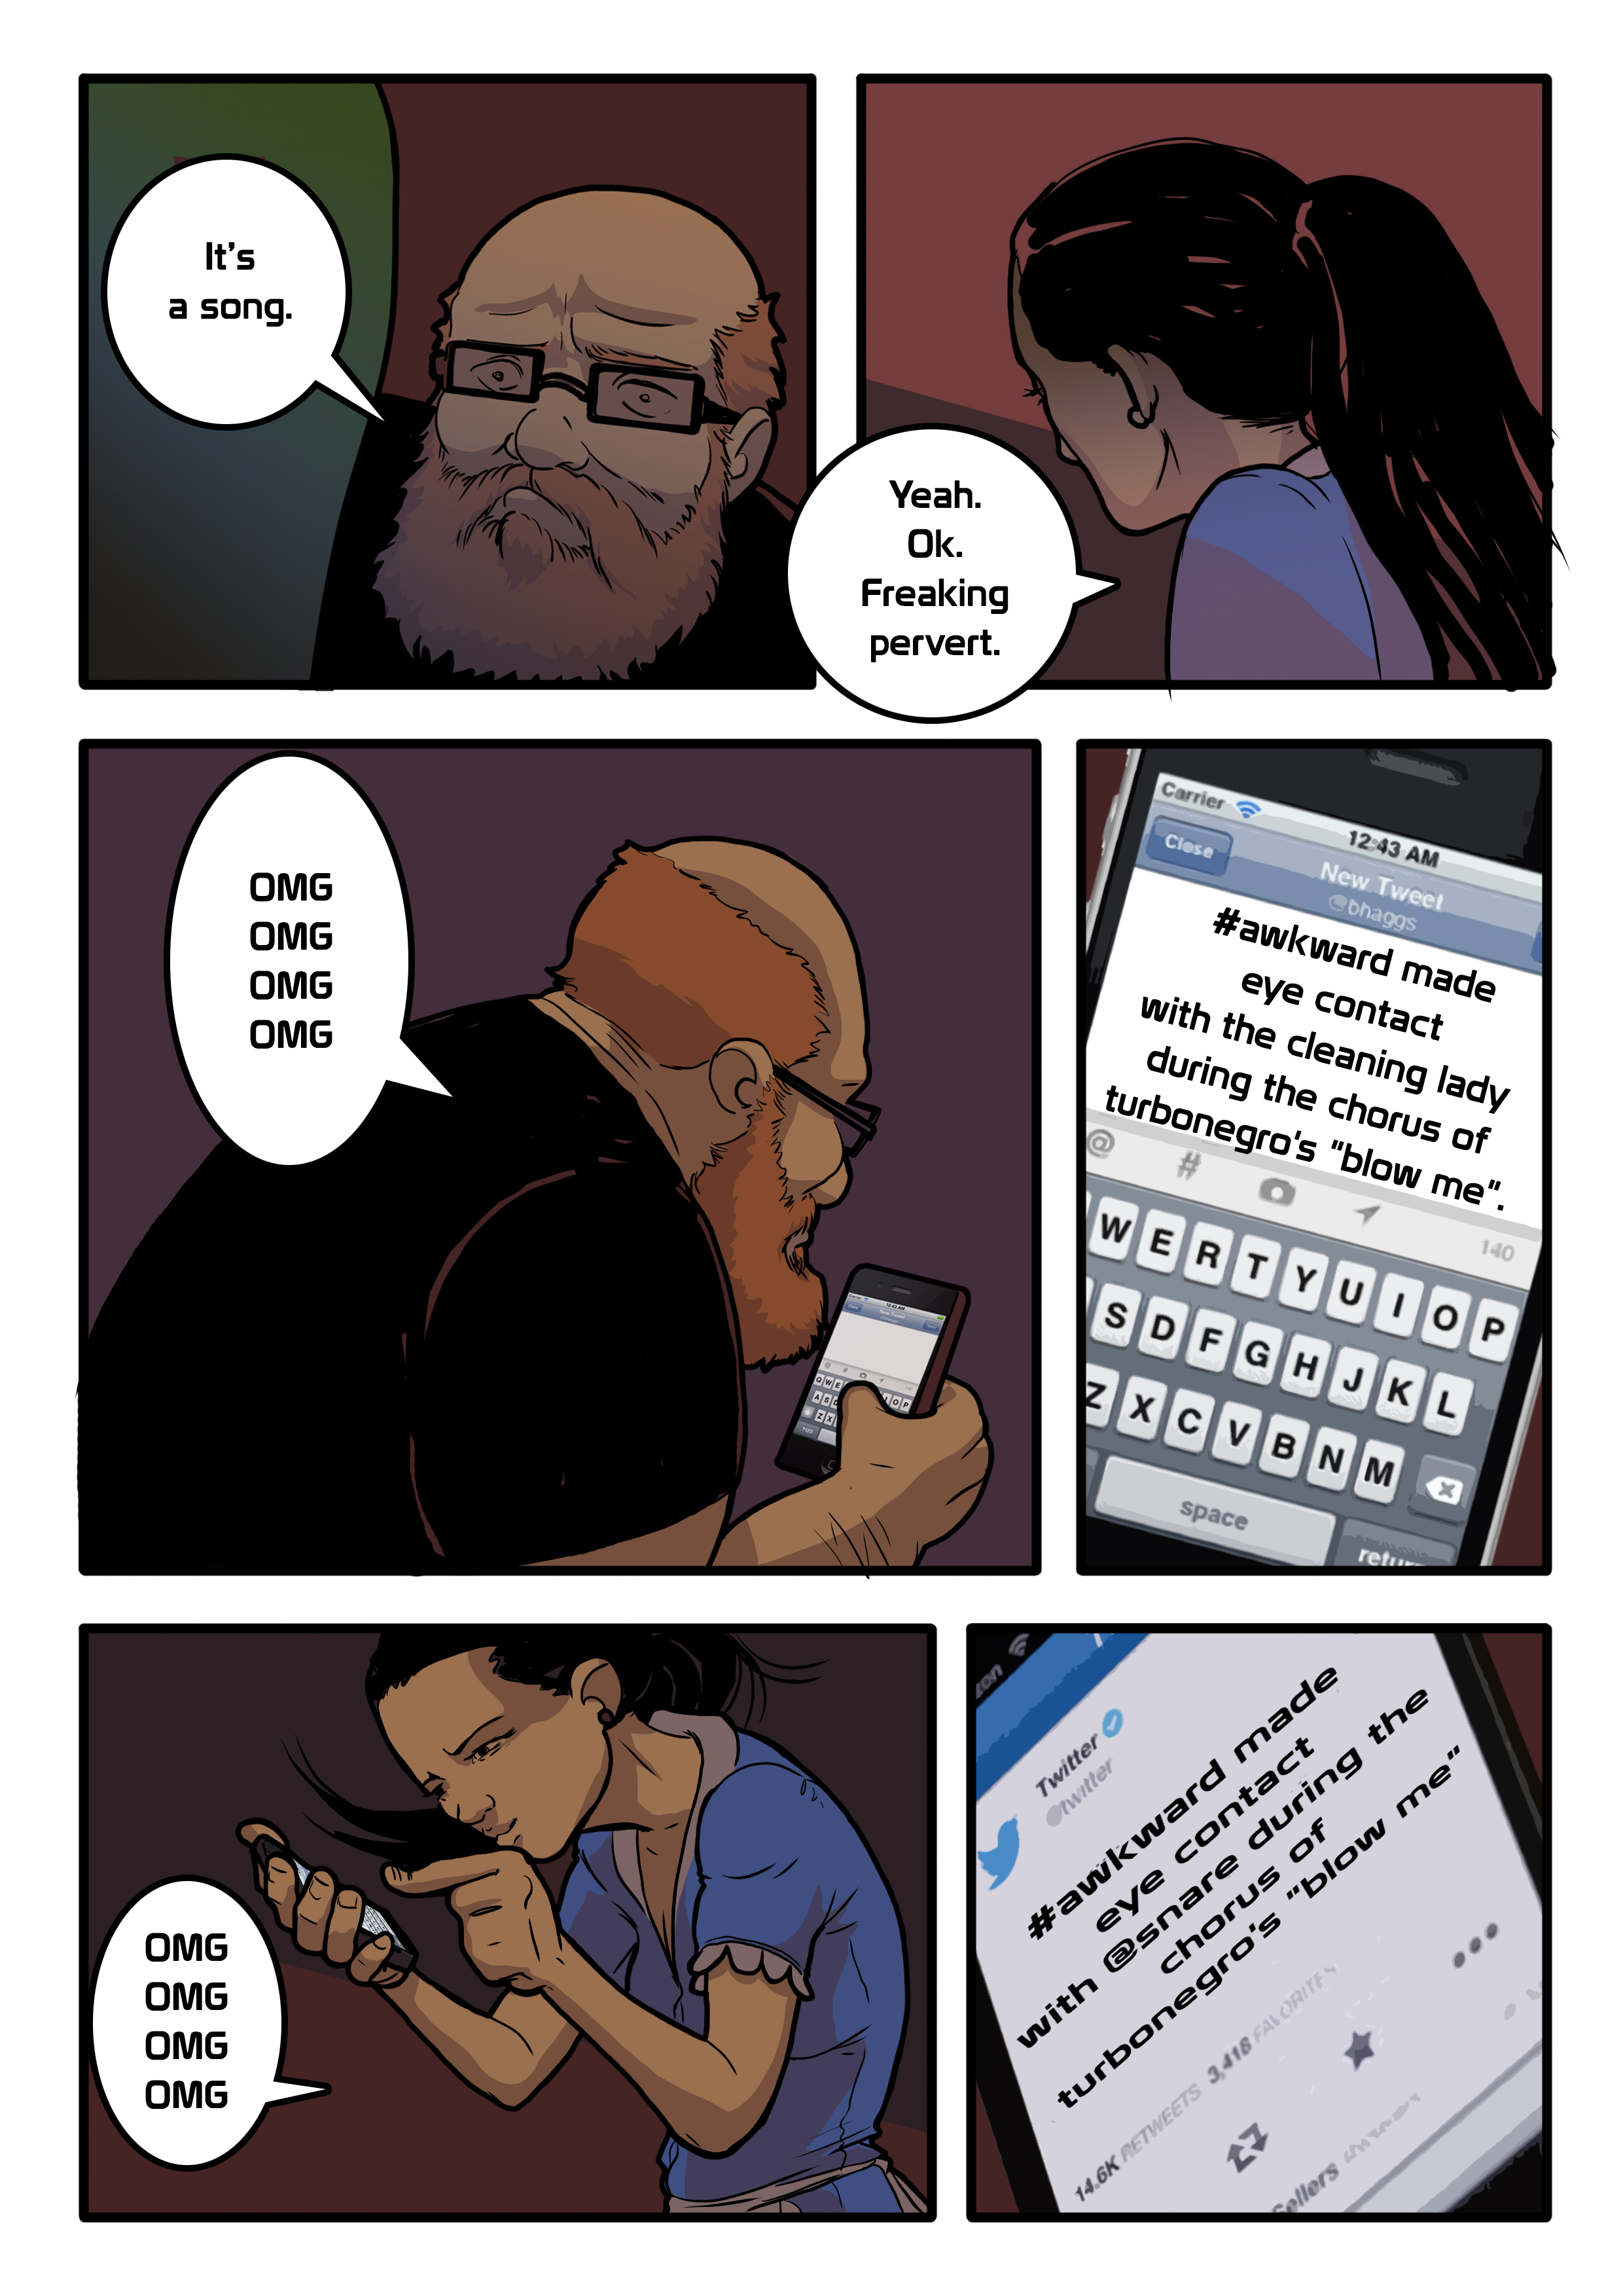 It's
a song.
Yeah.
Ok.
Freaking
pervert.
OMG
OMG
OMG
OMG
Carrier
12:43 AM
Close
New Tweet
@bhaggs
#awkward made
eye contact
with the cleaning lady
during the chorus of
turbonegro's "blow me".
@
#
140
W E R T Y U I O P
S D F G H J K L
Z X C V B N M
space
return
OMG
OMG
OMG
OMG
Twitter
@twitter
#awkward made
eye contact
with @snare during the
chorus of
turbonegro's "blow me"
14.6K RETWEETS 3,418 FAVORITES
Sellers